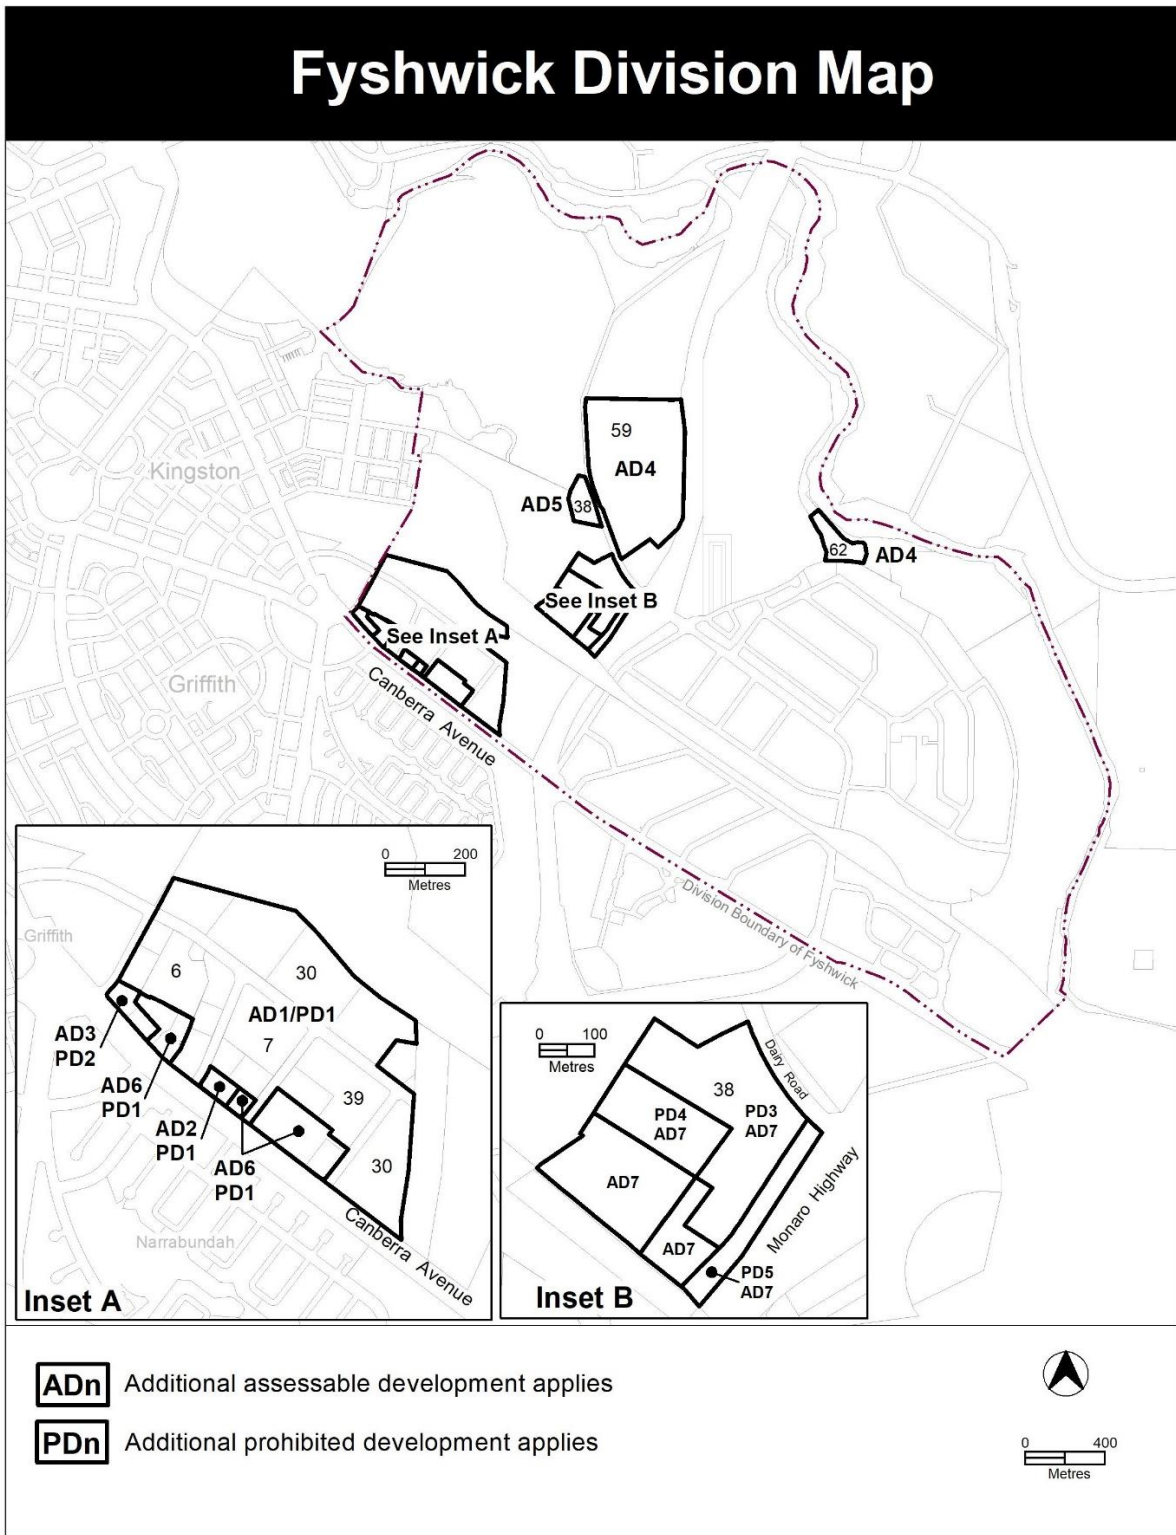 Fyshwick Division Map
59
AD4
Kingston
AD5
38
62
AD4
See Inset B
See Inset A
Griffith
Canberra Avenue
Division Boundary of Fyshwick
0 200
Metres
Griffith
6
30
AD1/PD1
7
AD3
PD2
AD6
PD1
AD2
PD1
39
AD6
PD1
30
Canberra Avenue
Narrabundah
Inset A
0 100
Metres
Dairy Road
38
PD4
AD7
PD3
AD7
AD7
Monaro Highway
AD7
PD5
AD7
Inset B
ADn Additional assessable development applies
PDn Additional prohibited development applies
0 400
Metres